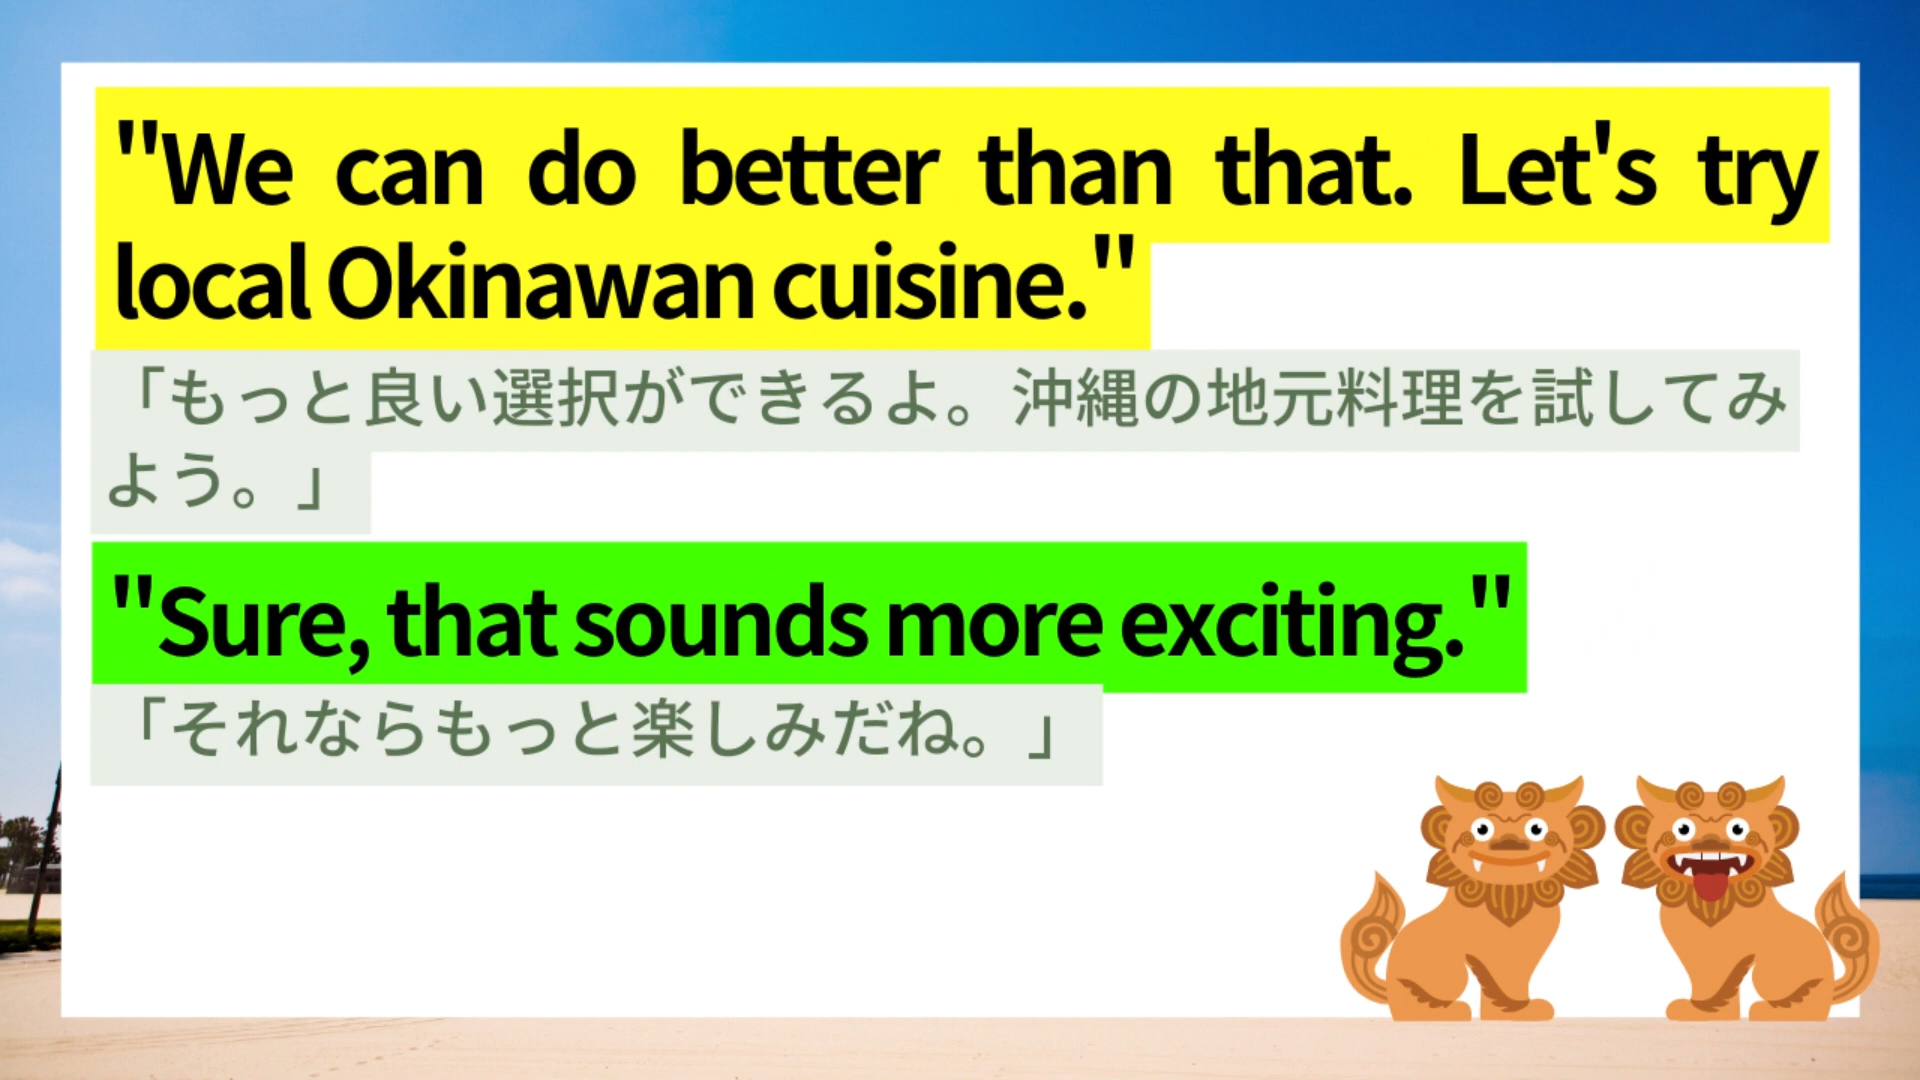 "We can do better than that. Let's try
local Okinawan cuisine."
「もっと良い選択ができるよ。沖縄の地元料理を試してみ
よう。」
"Sure, that sounds more exciting."
「それならもっと楽しみだね。」